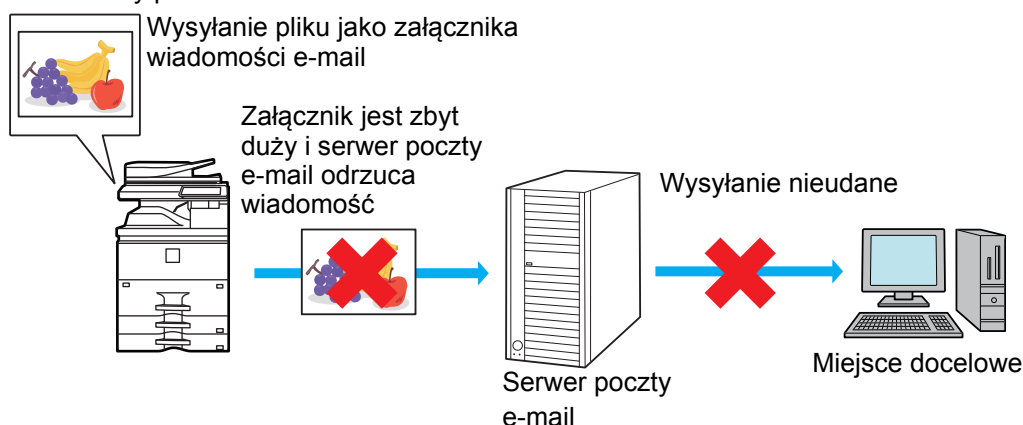 Wysyłanie pliku jako załącznika
wiadomości e-mail
Załącznik jest zbyt
duży i serwer poczty
e-mail odrzuca
wiadomość
Wysyłanie nieudane
Serwer poczty
e-mail
Miejsce docelowe